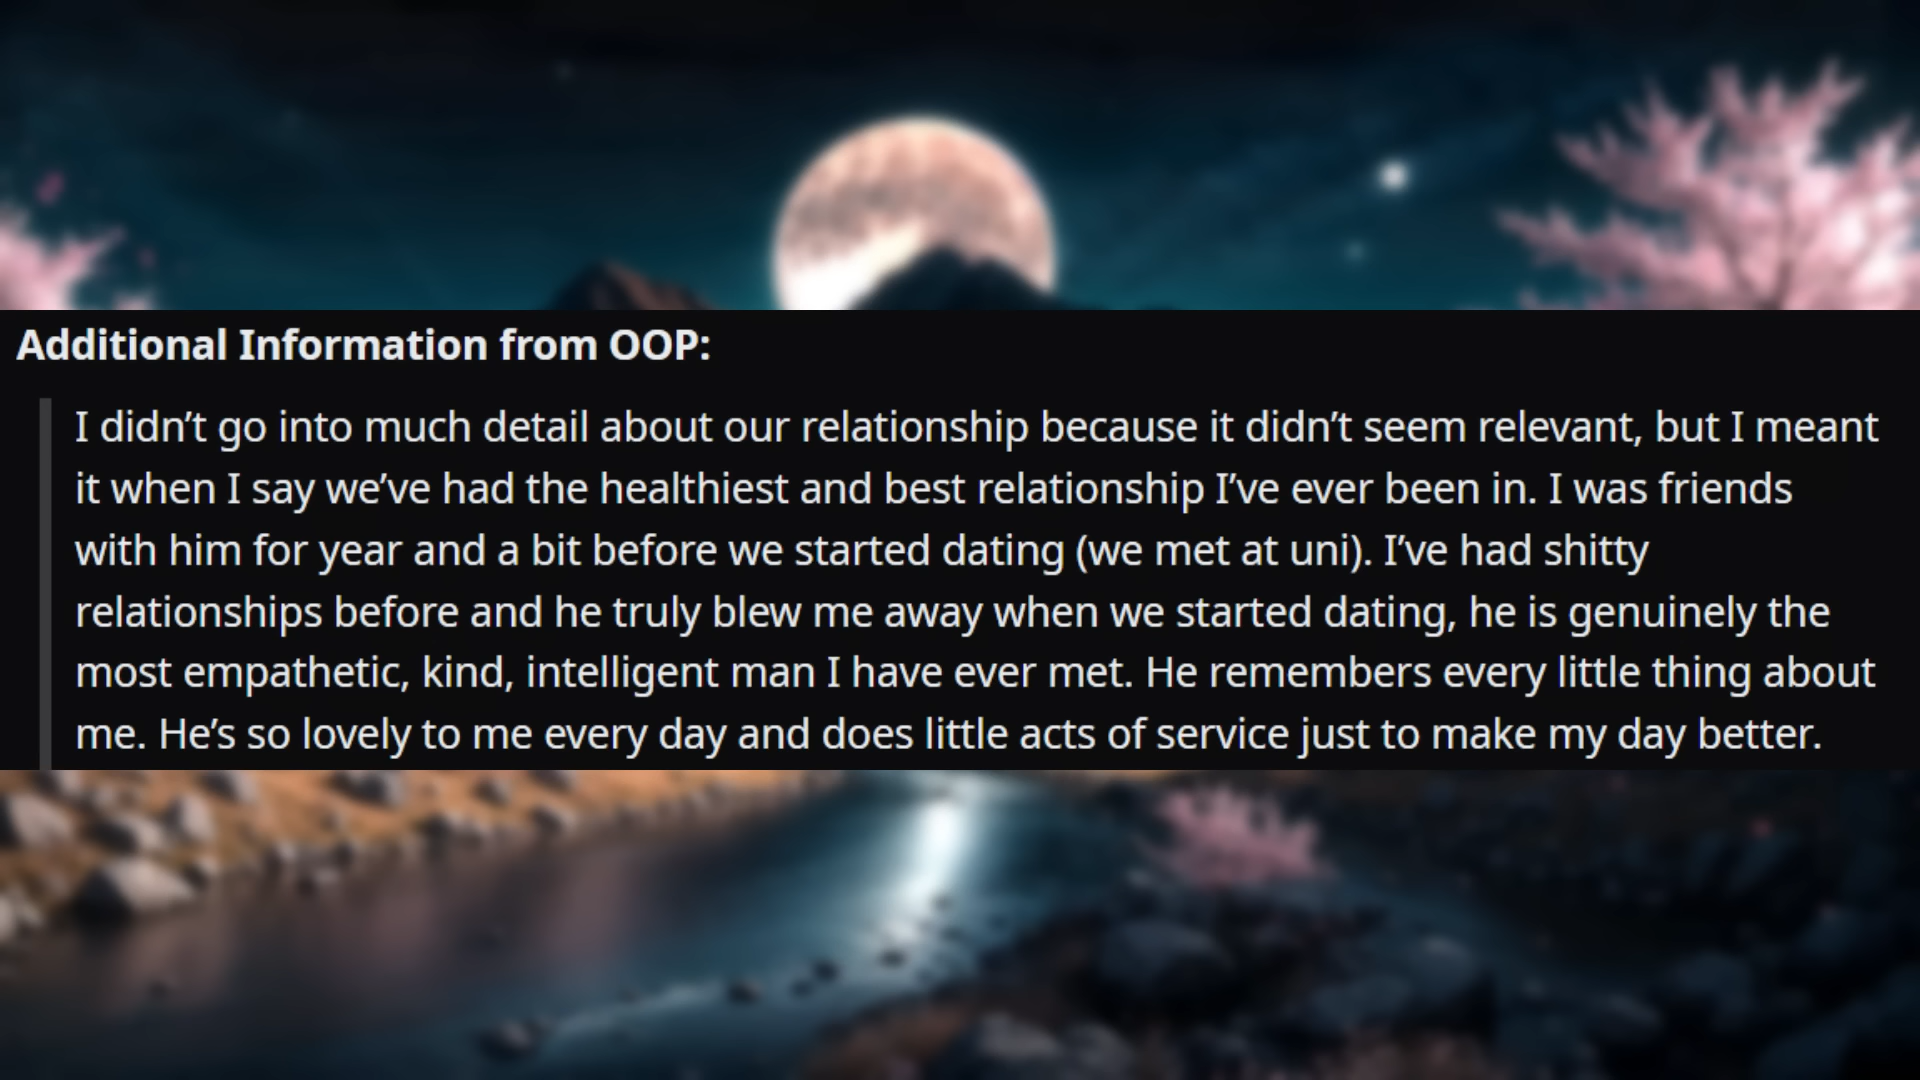 Additional Information from OOP:
I didn’t go into much detail about our relationship because it didn’t seem relevant, but I meant
it when I say we’ve had the healthiest and best relationship I’ve ever been in. I was friends
with him for year and a bit before we started dating (we met at uni). I’ve had shitty
relationships before and he truly blew me away when we started dating, he is genuinely the
most empathetic, kind, intelligent man I have ever met. He remembers every little thing about
me. He’s so lovely to me every day and does little acts of service just to make my day better.